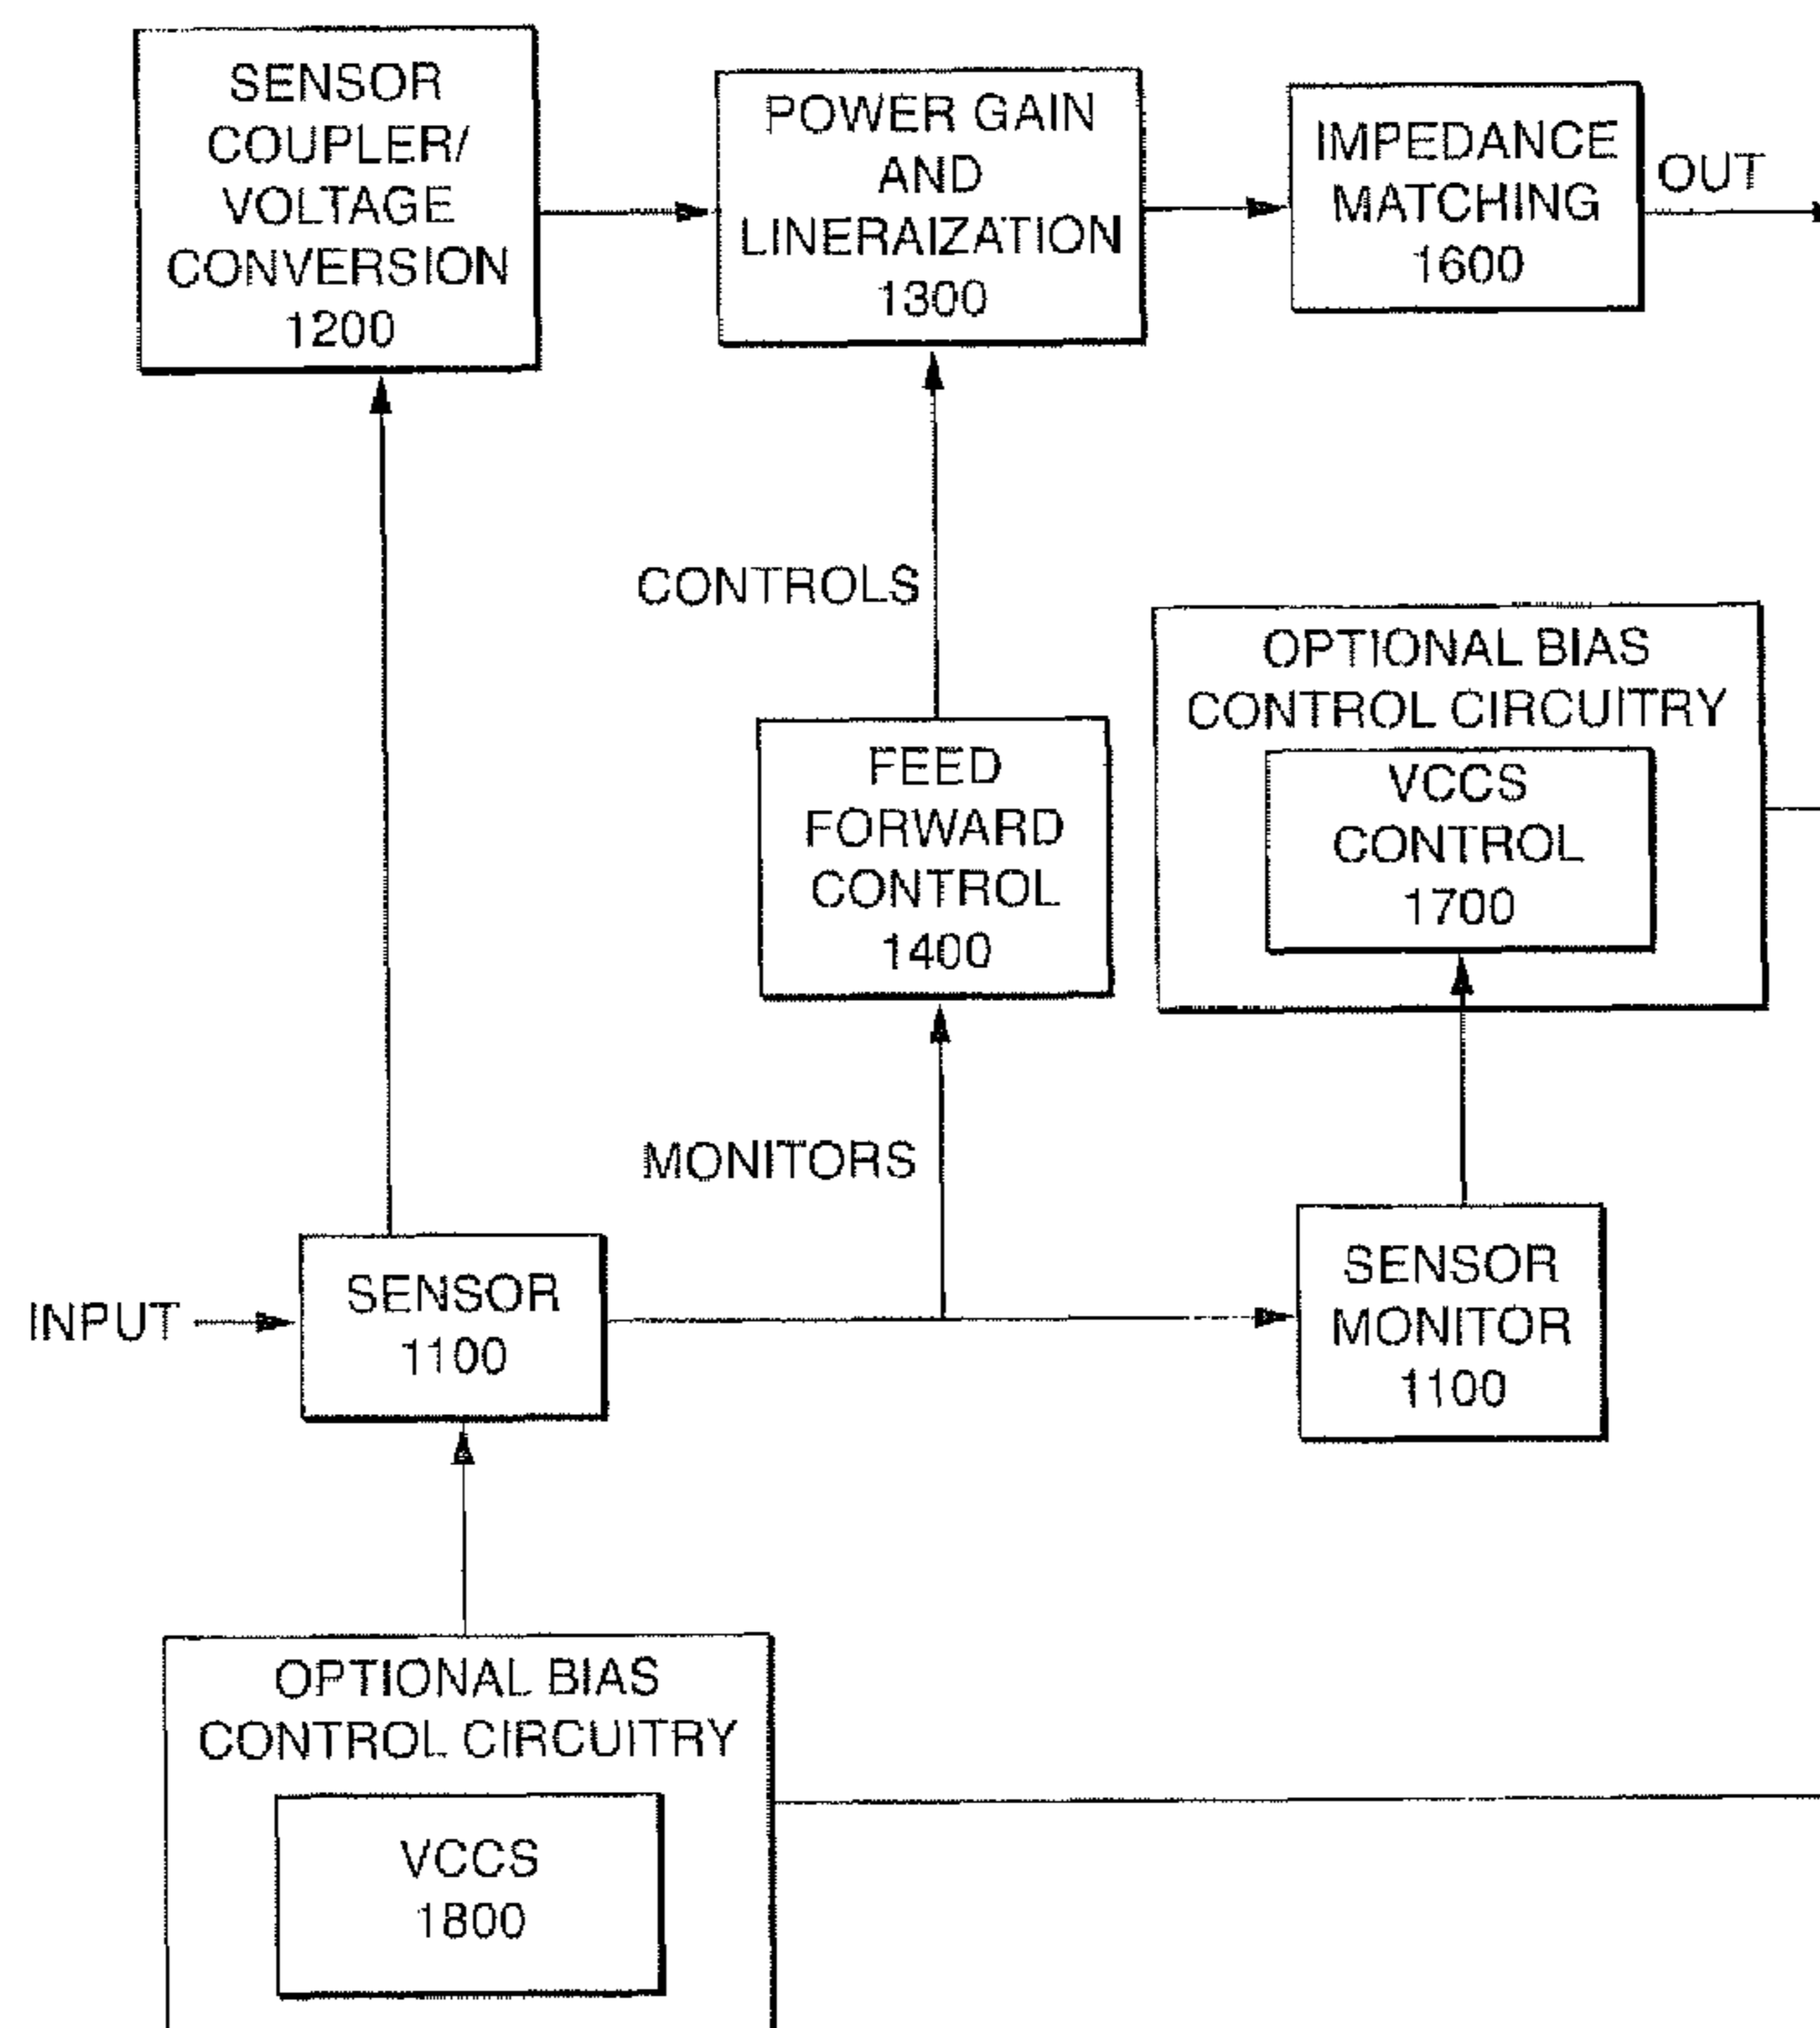 SENSOR
COUPLER/
VOLTAGE
CONVERSION
1200
POWER GAIN
AND
LINERAIZATION
1300
IMPEDANCE
MATCHING
1600
OUT
CONTROLS
OPTIONAL BIAS
CONTROL CIRCUITRY
VCCS
CONTROL
1700
FEED
FORWARD
CONTROL
1400
MONITORS
INPUT
SENSOR
1100
SENSOR
MONITOR
1100
OPTIONAL BIAS
CONTROL CIRCUITRY
VCCS
1800